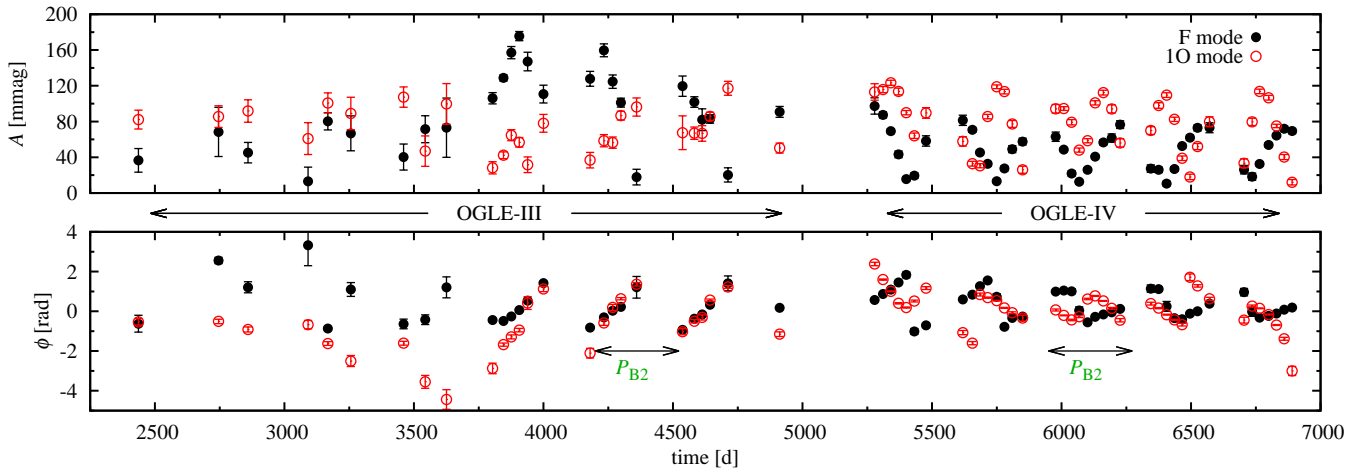 200
160
120
80
40
0
A [mmag]
F mode
1O mode
OGLE-III
OGLE-IV
4
2
0
-2
-4
ϕ [rad]
P_B2
P_B2
2500 3000 3500 4000 4500 5000 5500 6000 6500 7000
time [d]